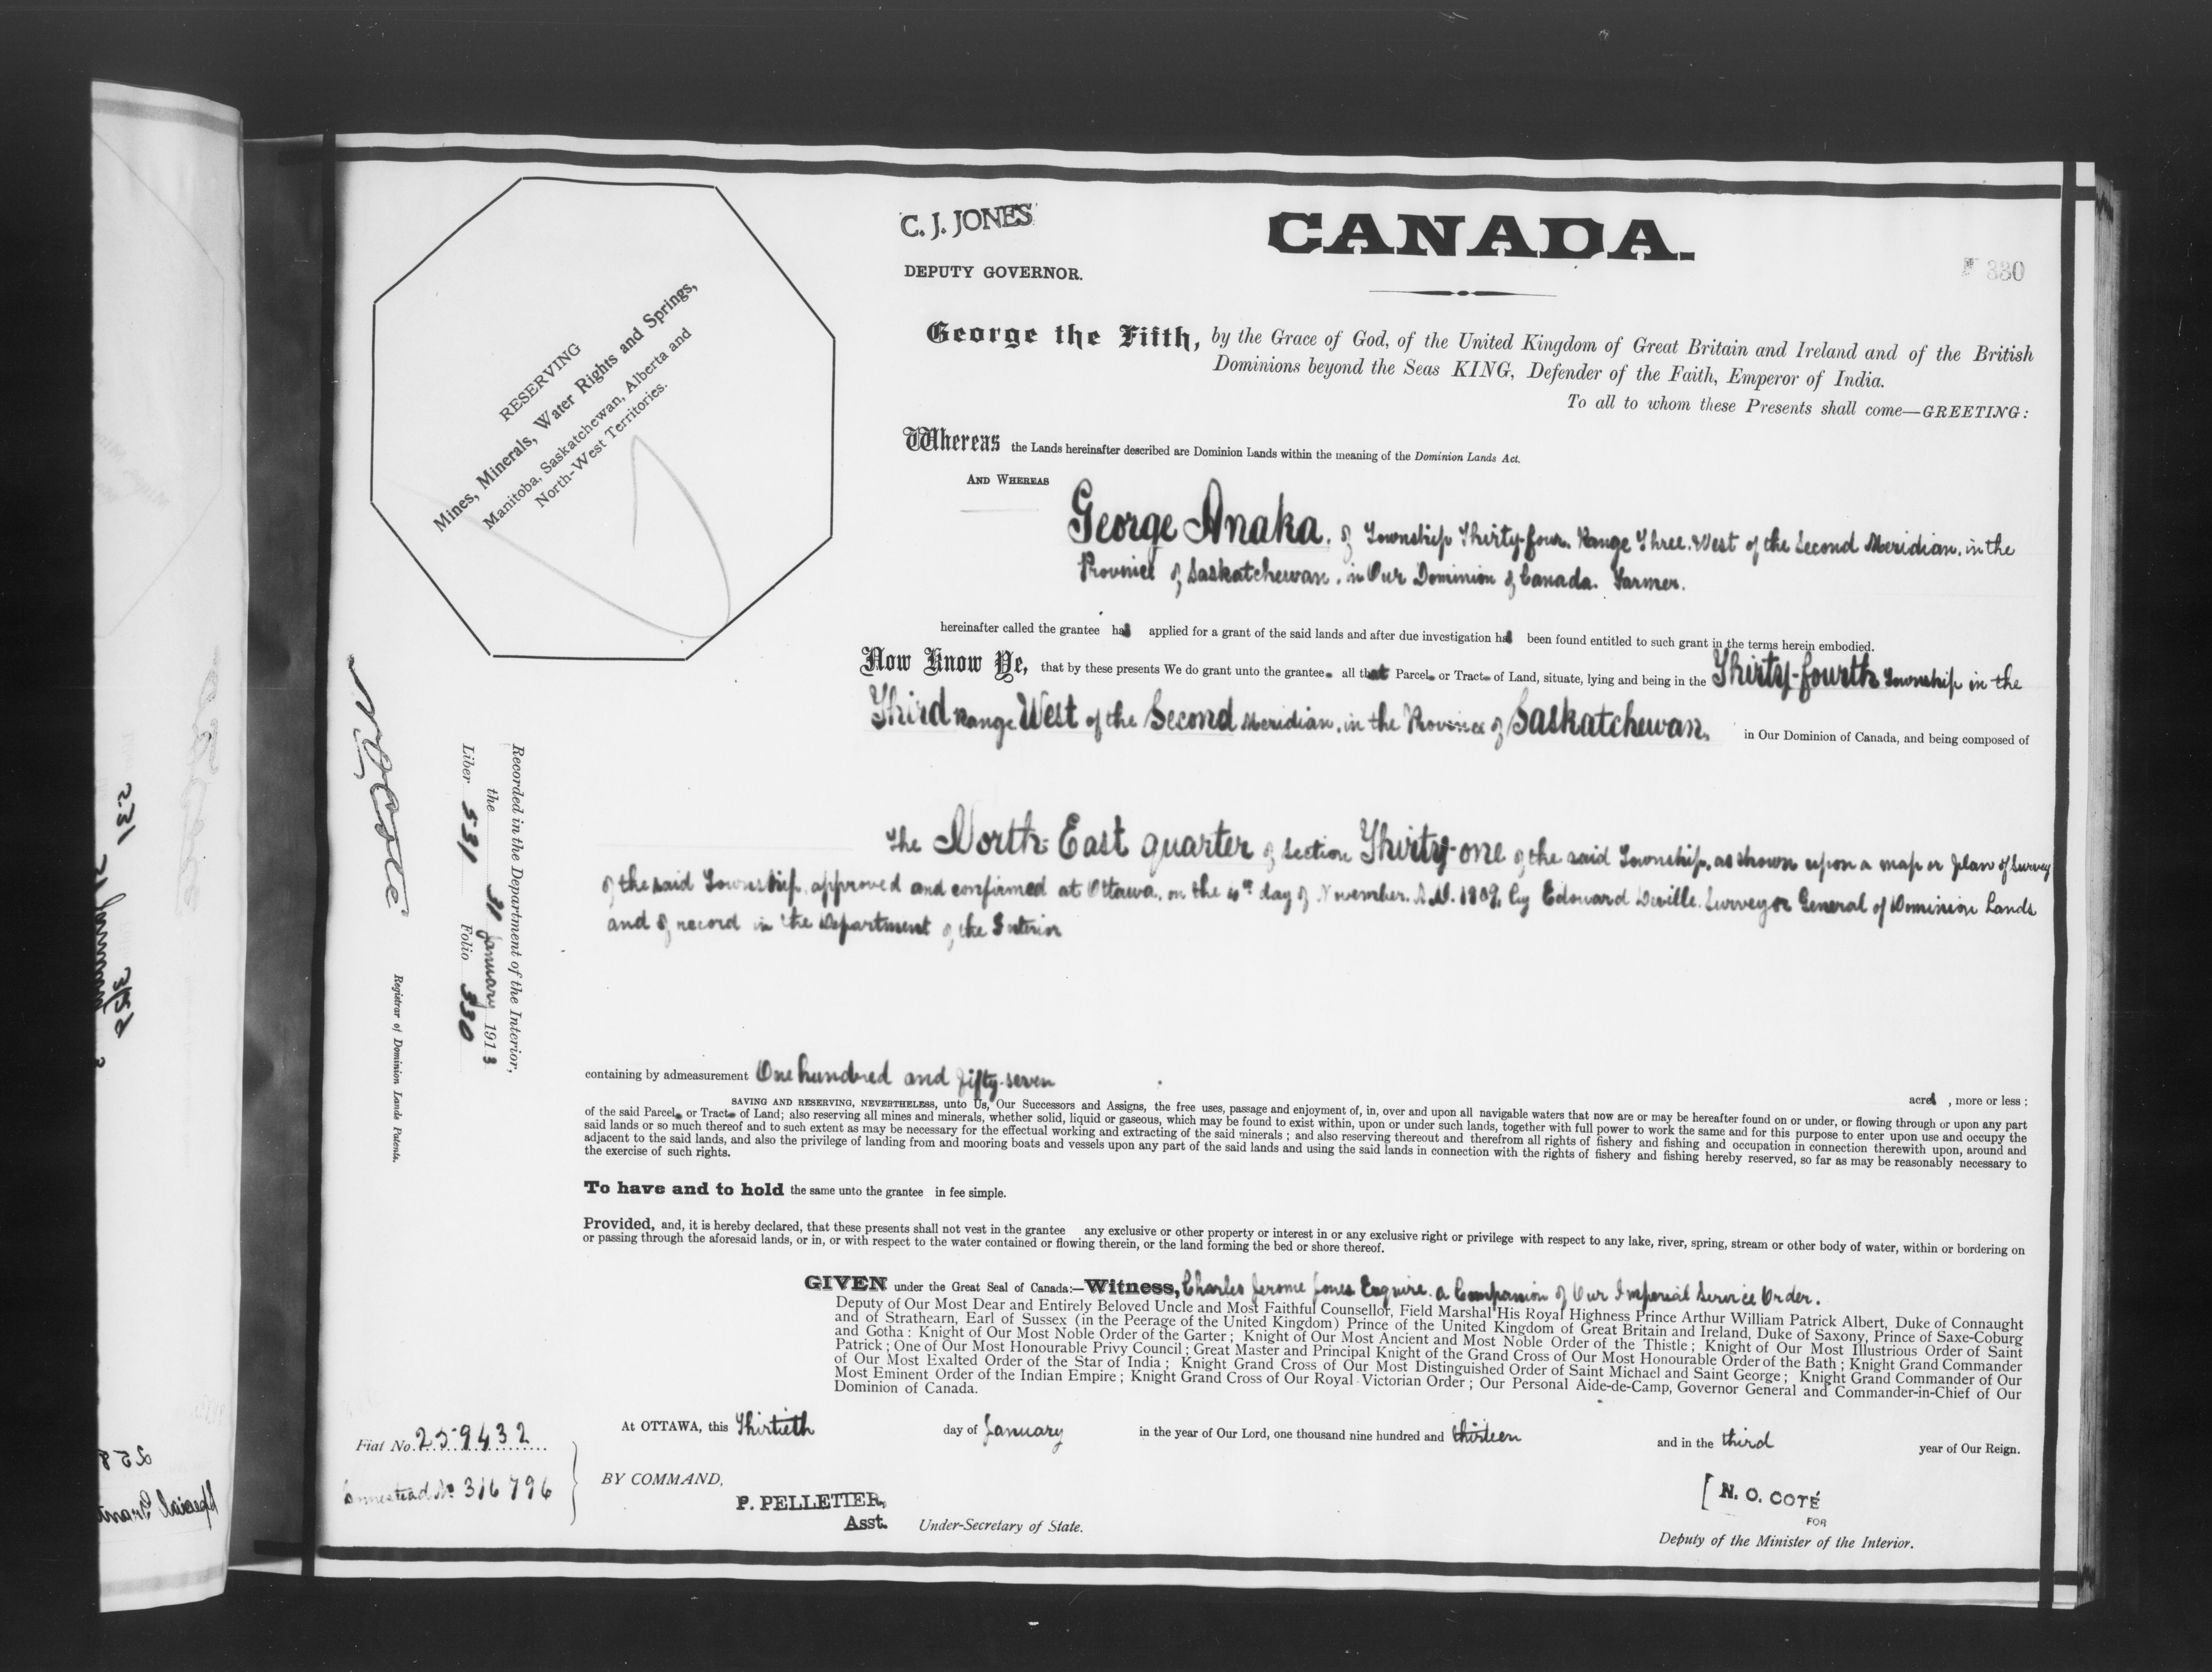 C. J. JONES
DEPUTY GOVERNOR.
CANADA.
F 330
RESERVING
Mines, Minerals, Water Rights and Springs,
Manitoba, Saskatchewan, Alberta and
North-West Territories.
George the Fifth, by the Grace of God, of the United Kingdom of Great Britain and Ireland and of the British
Dominions beyond the Seas KING, Defender of the Faith, Emperor of India.
To all to whom these Presents shall come—GREETING:
Whereas the Lands hereinafter described are Dominion Lands within the meaning of the Dominion Lands Act.
AND WHEREAS
George Anaka, of Township Thirty-four, Range Three, West of the Second Meridian, in the
Province of Saskatchewan, in Our Dominion of Canada. Farmer.
hereinafter called the grantee has applied for a grant of the said lands and after due investigation has been found entitled to such grant in the terms herein embodied.
Now Know Ye, that by these presents We do grant unto the grantee all that Parcel or Tract of Land, situate, lying and being in the Thirty-fourth Township in the
Third Range West of the Second Meridian, in the Province of Saskatchewan, in Our Dominion of Canada, and being composed of
The North-East quarter of Section Thirty-one of the said Township, as shown upon a map or plan of Survey
of the said Township, approved and confirmed at Ottawa, on the day of November, A.D. 1909, by Edouard Deville, Surveyor General of Dominion Lands
and of record in the Department of the Interior
containing by admeasurement One hundred and fifty-seven
acres, more or less:
SAVING AND RESERVING, NEVERTHELESS, unto Us, Our Successors and Assigns, the free uses, passage and enjoyment of, in, over and upon all navigable waters that now are or may be hereafter found on or under, or flowing through or upon any part
of the said Parcel or Tract of Land; also reserving all mines and minerals, whether solid, liquid or gaseous, which may be found to exist within, upon or under such lands, together with full power to work the same and for this purpose to enter upon use and occupy the
said lands or so much thereof and to such extent as may be necessary for the effectual working and extracting of the said minerals; and also reserving thereout and therefrom all rights of fishery and fishing and occupation in connection therewith upon, around and
adjacent to the said lands, and also the privilege of landing from and mooring boats and vessels upon any part of the said lands and using the said lands in connection with the rights of fishery and fishing hereby reserved, so far as may be reasonably necessary to
the exercise of such rights.
To have and to hold the same unto the grantee in fee simple.
Provided, and, it is hereby declared, that these presents shall not vest in the grantee any exclusive or other property or interest in or any exclusive right or privilege with respect to any lake, river, spring, stream or other body of water, within or bordering on
or passing through the aforesaid lands, or in, or with respect to the water contained or flowing therein, or the land forming the bed or shore thereof.
GIVEN under the Great Seal of Canada:—Witness, Charles Jerome Jones Esquire, a Companion of Our Imperial Service Order.
Deputy of Our Most Dear and Entirely Beloved Uncle and Most Faithful Counsellor, Field Marshal His Royal Highness Prince Arthur William Patrick Albert, Duke of Connaught
and of Strathearn, Earl of Sussex (in the Peerage of the United Kingdom) Prince of the United Kingdom of Great Britain and Ireland, Duke of Saxony, Prince of Saxe-Coburg
and Gotha: Knight of Our Most Noble Order of the Garter; Knight of Our Most Ancient and Most Noble Order of the Thistle; Knight of Our Most Illustrious Order of Saint
Patrick; One of Our Most Honourable Privy Council; Great Master and Principal Knight of the Grand Cross of Our Most Honourable Order of the Bath; Knight Grand Commander
of Our Most Exalted Order of the Star of India; Knight Grand Cross of Our Most Distinguished Order of Saint Michael and Saint George; Knight Grand Commander of Our
Most Eminent Order of the Indian Empire; Knight Grand Cross of Our Royal Victorian Order; Our Personal Aide-de-Camp, Governor General and Commander-in-Chief of Our
Dominion of Canada.
At OTTAWA, this Thirtieth day of January in the year of Our Lord, one thousand nine hundred and thirteen and in the third year of Our Reign.
Fiat No. 259432
Homestead No 316796
BY COMMAND,
P. PELLETIER,
Asst. Under-Secretary of State.
N. O. COTÉ
FOR
Deputy of the Minister of the Interior.
Recorded in the Department of the Interior,
the 31 January 1913
Liber 531 Folio 330
N O Coté
Registrar of Dominion Lands Patents.